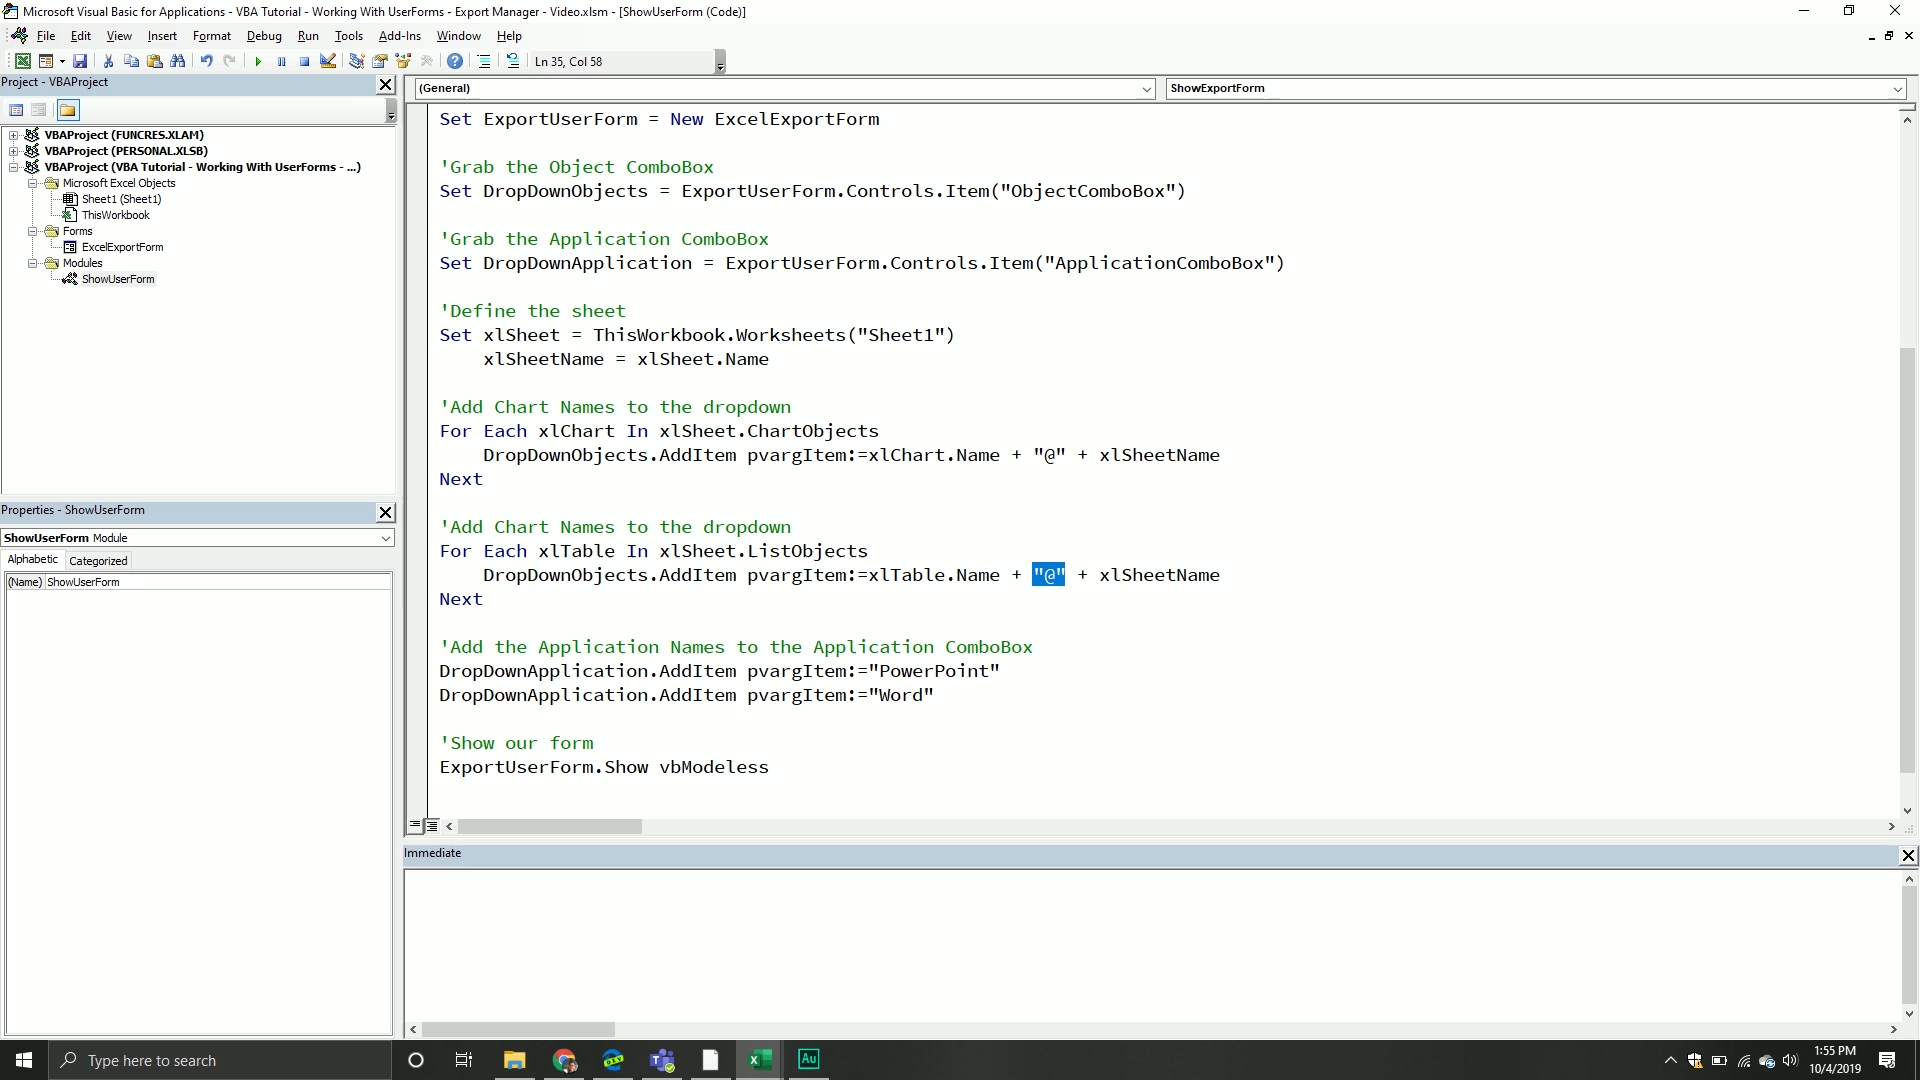 Microsoft Visual Basic for Applications - VBA Tutorial - Working With UserForms - Export Manager - Video.xlsm - [ShowUserForm (Code)]
File Edit View Insert Format Debug Run Tools Add-Ins Window Help
Ln 35, Col 58
Project - VBAProject
VBAProject (FUNCRES.XLAM)
VBAProject (PERSONAL.XLSB)
VBAProject (VBA Tutorial - Working With UserForms - ...)
Microsoft Excel Objects
Sheet1 (Sheet1)
ThisWorkbook
Forms
ExcelExportForm
Modules
ShowUserForm
Properties - ShowUserForm
ShowUserForm Module
Alphabetic Categorized
(Name) ShowUserForm
(General) ShowExportForm
Set ExportUserForm = New ExcelExportForm
'Grab the Object ComboBox
Set DropDownObjects = ExportUserForm.Controls.Item("ObjectComboBox")
'Grab the Application ComboBox
Set DropDownApplication = ExportUserForm.Controls.Item("ApplicationComboBox")
'Define the sheet
Set xlSheet = ThisWorkbook.Worksheets("Sheet1")
xlSheetName = xlSheet.Name
'Add Chart Names to the dropdown
For Each xlChart In xlSheet.ChartObjects
DropDownObjects.AddItem pvargItem:=xlChart.Name + "@" + xlSheetName
Next
'Add Chart Names to the dropdown
For Each xlTable In xlSheet.ListObjects
DropDownObjects.AddItem pvargItem:=xlTable.Name + "@" + xlSheetName
Next
'Add the Application Names to the Application ComboBox
DropDownApplication.AddItem pvargItem:="PowerPoint"
DropDownApplication.AddItem pvargItem:="Word"
'Show our form
ExportUserForm.Show vbModeless
Immediate
Type here to search
Au
1:55 PM
10/4/2019